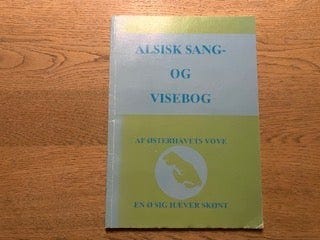 ALSISK SANG-
OG
VISEBOG
AF ØSTERHAVETS VOVE
EN Ø SIG HÆVER SKØNT